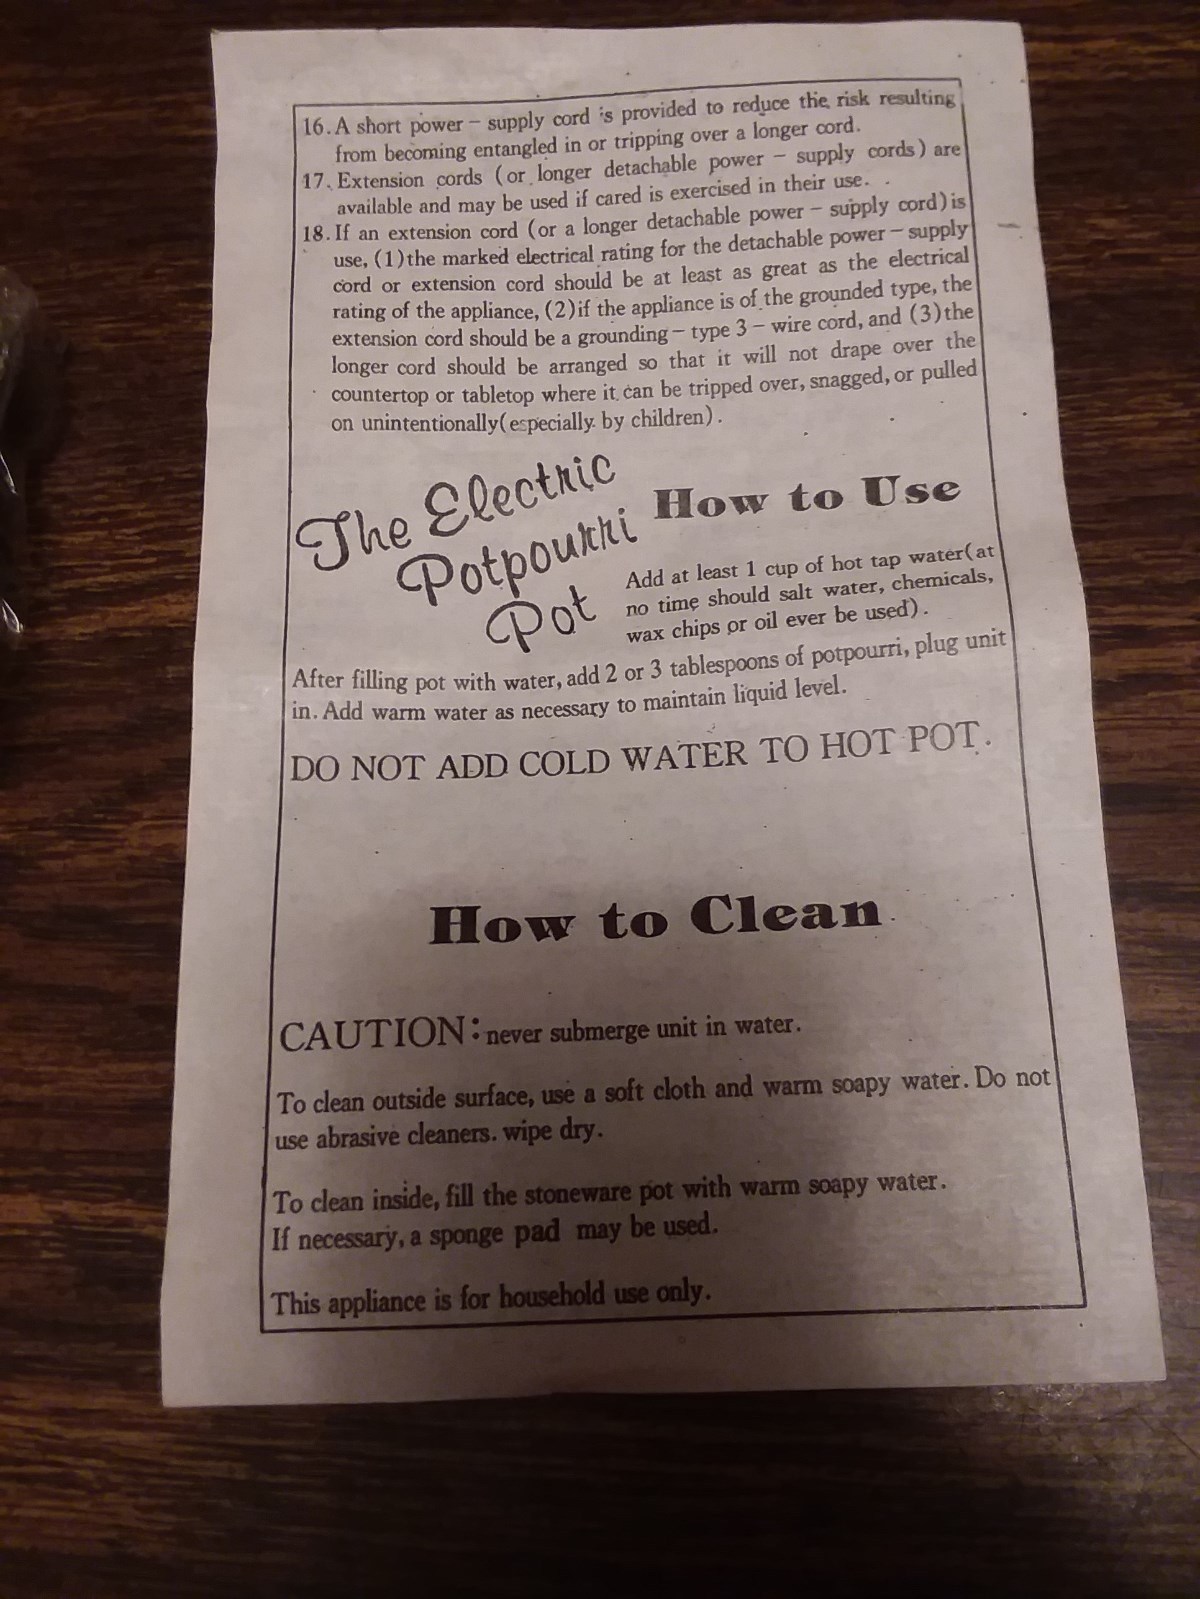 16. A short power - supply cord is provided to reduce the risk resulting
from becoming entangled in or tripping over a longer cord.
17. Extension cords (or longer detachable power - supply cords) are
available and may be used if cared is exercised in their use.
18. If an extension cord (or a longer detachable power - supply cord) is
use, (1) the marked electrical rating for the detachable power - supply
cord or extension cord should be at least as great as the electrical
rating of the appliance, (2) if the appliance is of the grounded type, the
extension cord should be a grounding - type 3 - wire cord, and (3) the
longer cord should be arranged so that it will not drape over the
countertop or tabletop where it can be tripped over, snagged, or pulled
on unintentionally (especially by children).
The Electric
Potpourri
Pot
How to Use
Add at least 1 cup of hot tap water (at
no time should salt water, chemicals,
wax chips or oil ever be used).
After filling pot with water, add 2 or 3 tablespoons of potpourri, plug unit
in. Add warm water as necessary to maintain liquid level.
DO NOT ADD COLD WATER TO HOT POT.
How to Clean
CAUTION: never submerge unit in water.
To clean outside surface, use a soft cloth and warm soapy water. Do not
use abrasive cleaners. wipe dry.
To clean inside, fill the stoneware pot with warm soapy water.
If necessary, a sponge pad may be used.
This appliance is for household use only.